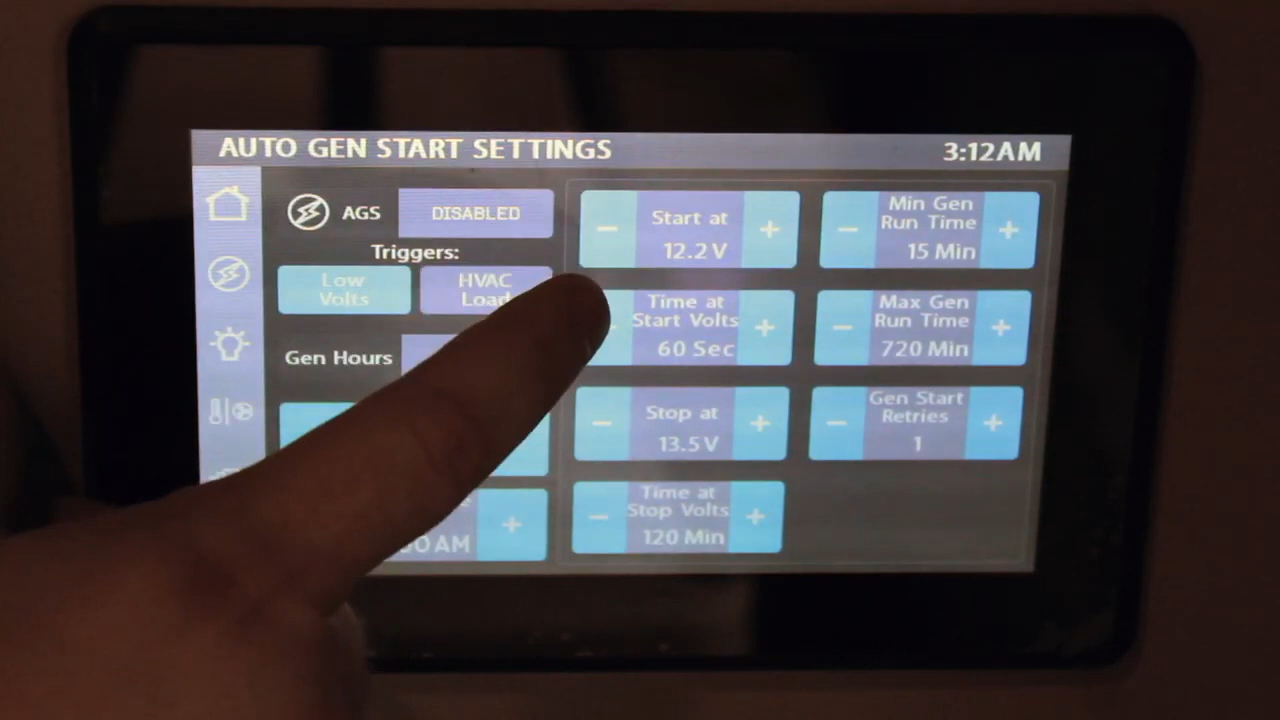 AUTO GEN START SETTINGS
3:12AM
AGS
DISABLED
Triggers:
Low
Volts
HVAC
Load
Gen Hours
AM
+
− Start at +
12.2 V
Time at
Start Volts +
60 Sec
− Stop at +
13.5 V
Time at
− Stop Volts +
120 Min
Min Gen
− Run Time +
15 Min
Max Gen
− Run Time +
720 Min
Gen Start
− Retries +
1